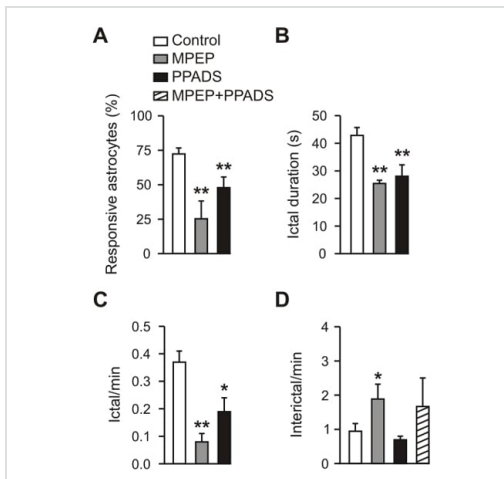 A
B
Control
MPEP
PPADS
MPEP+PPADS
Responsive astrocytes (%)
100
75
50
25
0
**
**
Ictal duration (s)
50
40
30
20
10
0
**
**
C
D
Ictal/min
0.5
0.4
0.3
0.2
0.1
0.0
**
*
Interictal/min
4
3
2
1
0
*